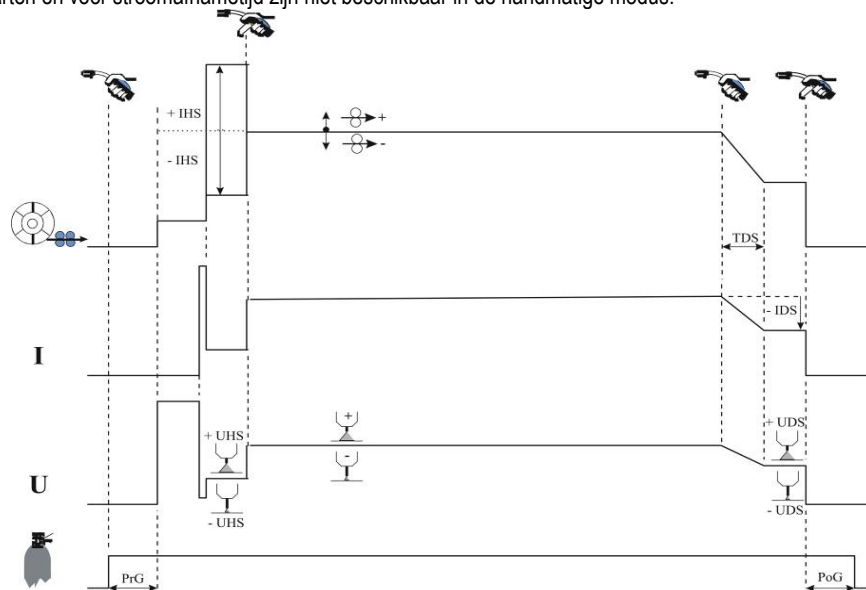 arten en voor stroomafnametijd zijn niet beschikbaar in de handmatige modus.
+ IHS
- IHS
+
-
TDS
- IDS
I
+ UHS
+
+ UDS
-
U
- UHS
- UDS
PrG
PoG